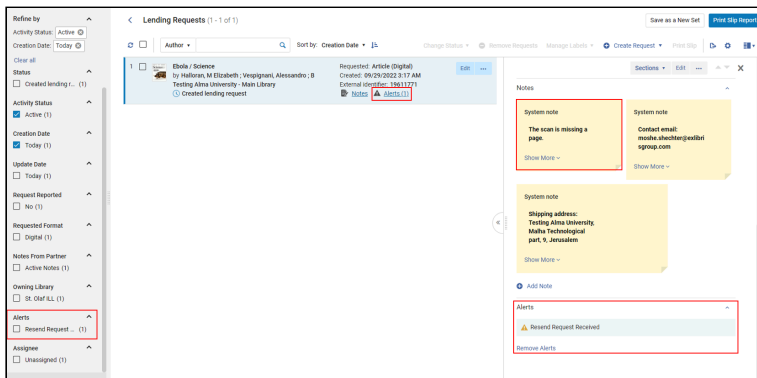 Refine by
Activity Status: Active
Creation Date: Today
Clear all
Status
Created lending r... (1)
Activity Status
Active (1)
Creation Date
Today (1)
Update Date
Today (1)
Request Reported
No (1)
Requested Format
Digital (1)
Notes From Partner
Active Notes (1)
Owning Library
St. Olaf ILL (1)
Alerts
Resend Request ... (1)
Assignee
Unassigned (1)
Lending Requests (1 - 1 of 1)
Save as a New Set Print Slip Report
Author Sort by: Creation Date Change Status Remove Requests Manage Labels Create Request Print Slip
1 Ebola / Science
by Halloran, M Elizabeth ; Vespignani, Alessandro ; B
Testing Alma University - Main Library
Created lending request
Requested: Article (Digital)
Created: 09/29/2022 3:17 AM
External identifier: 19611771
Notes Alerts (1)
Edit
Sections Edit X
Notes
System note
The scan is missing a
page.
Show More
System note
Contact email:
moshe.shechter@exlibri
sgroup.com
Show More
System note
Shipping address:
Testing Alma University,
Malha Technological
part, 9, Jerusalem
Show More
Add Note
Alerts
Resend Request Received
Remove Alerts